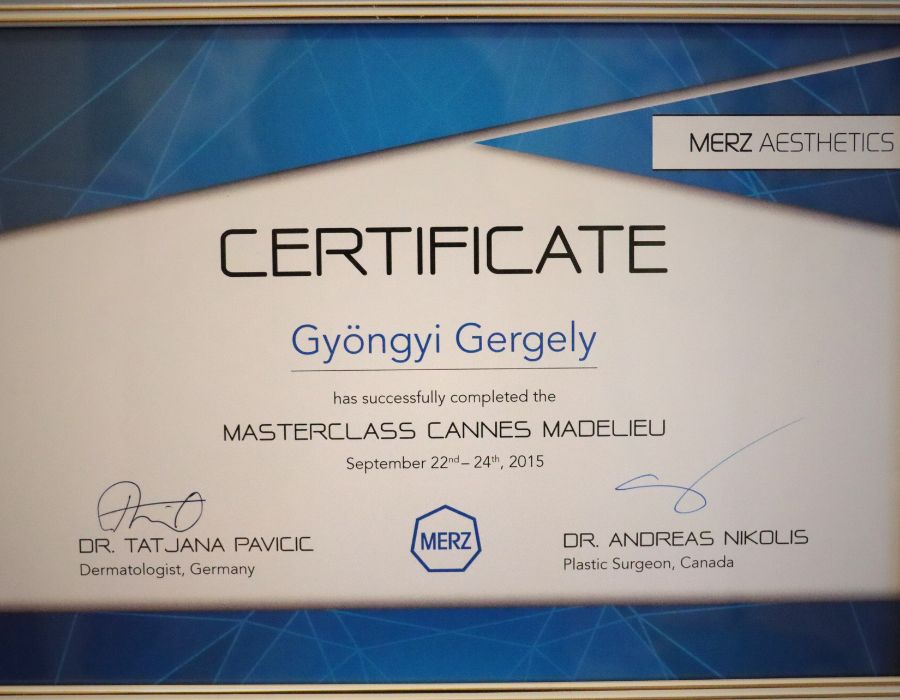 MERZ AESTHETICS
CERTIFICATE
Gyöngyi Gergely
has successfully completed the
MASTERCLASS CANNES MADELIEU
September 22nd – 24th, 2015
DR. TATJANA PAVICIC
Dermatologist, Germany
MERZ
DR. ANDREAS NIKOLIS
Plastic Surgeon, Canada